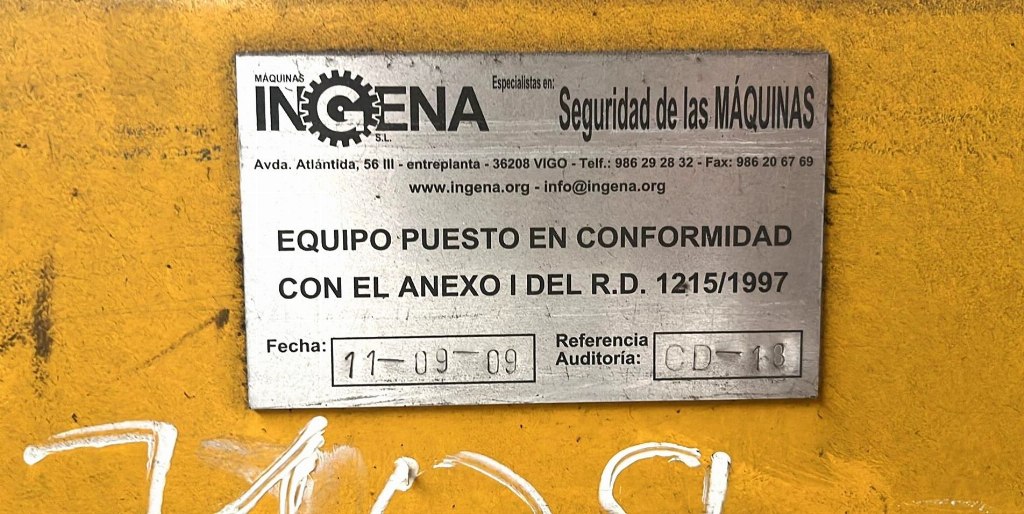 MÁQUINAS
INGENA
S.L.
Especialistas en:
Seguridad de las MÁQUINAS
Avda. Atlántida, 56 III - entreplanta - 36208 VIGO - Telf.: 986 29 28 32 - Fax: 986 20 67 69
www.ingena.org - info@ingena.org
EQUIPO PUESTO EN CONFORMIDAD
CON EL ANEXO I DEL R.D. 1215/1997
Fecha: 11-09-09
Referencia
Auditoría: CD-18